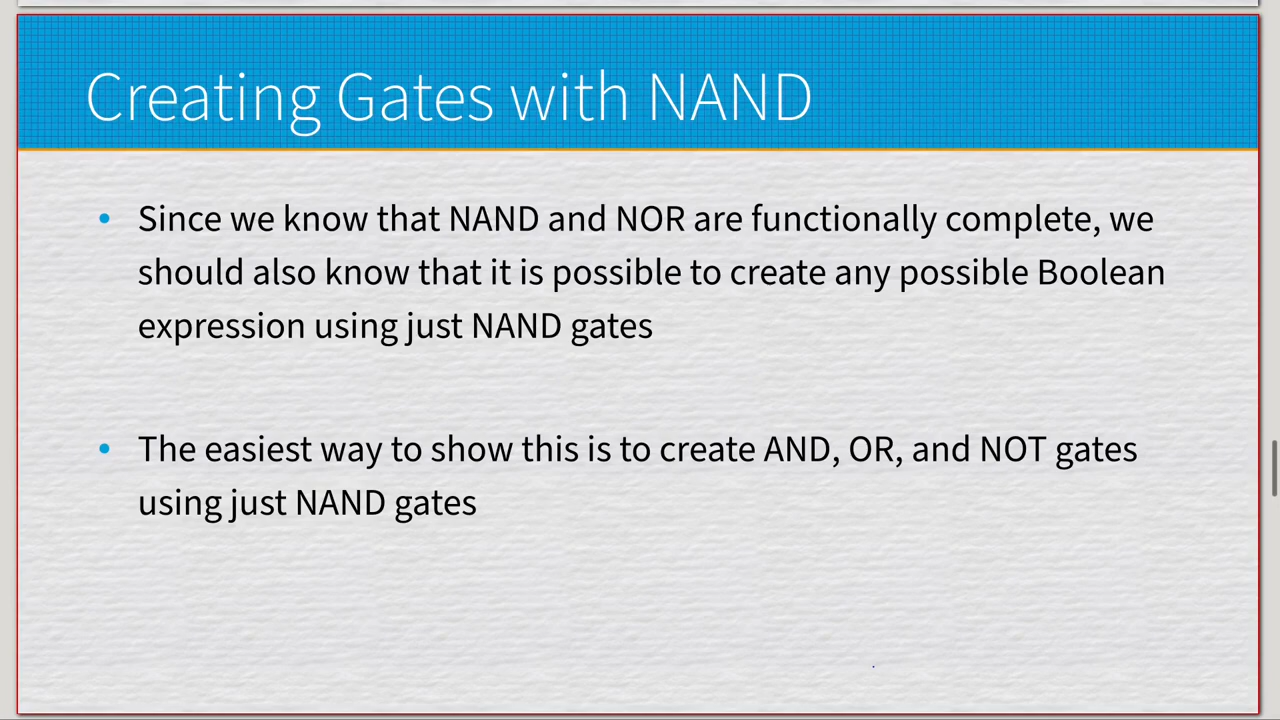 Creating Gates with NAND
• Since we know that NAND and NOR are functionally complete, we
should also know that it is possible to create any possible Boolean
expression using just NAND gates
• The easiest way to show this is to create AND, OR, and NOT gates
using just NAND gates